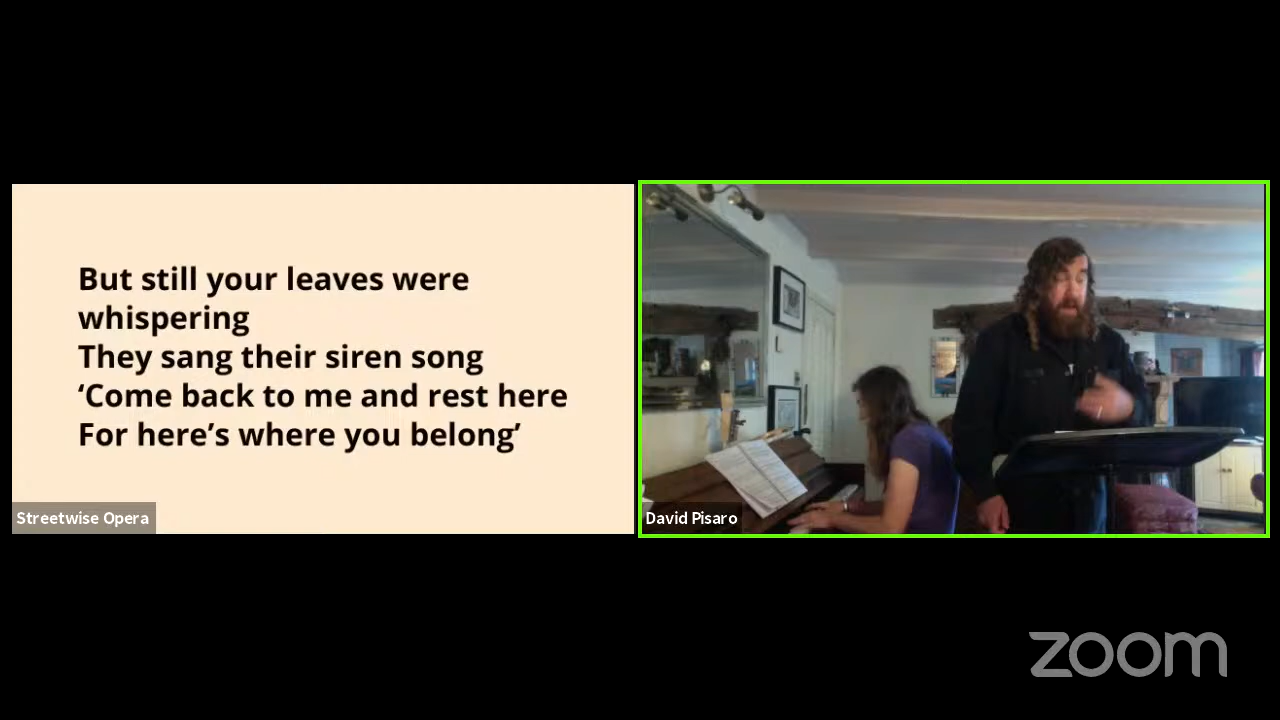 But still your leaves were
whispering
They sang their siren song
‘Come back to me and rest here
For here’s where you belong’
Streetwise Opera
David Pisaro
zoom